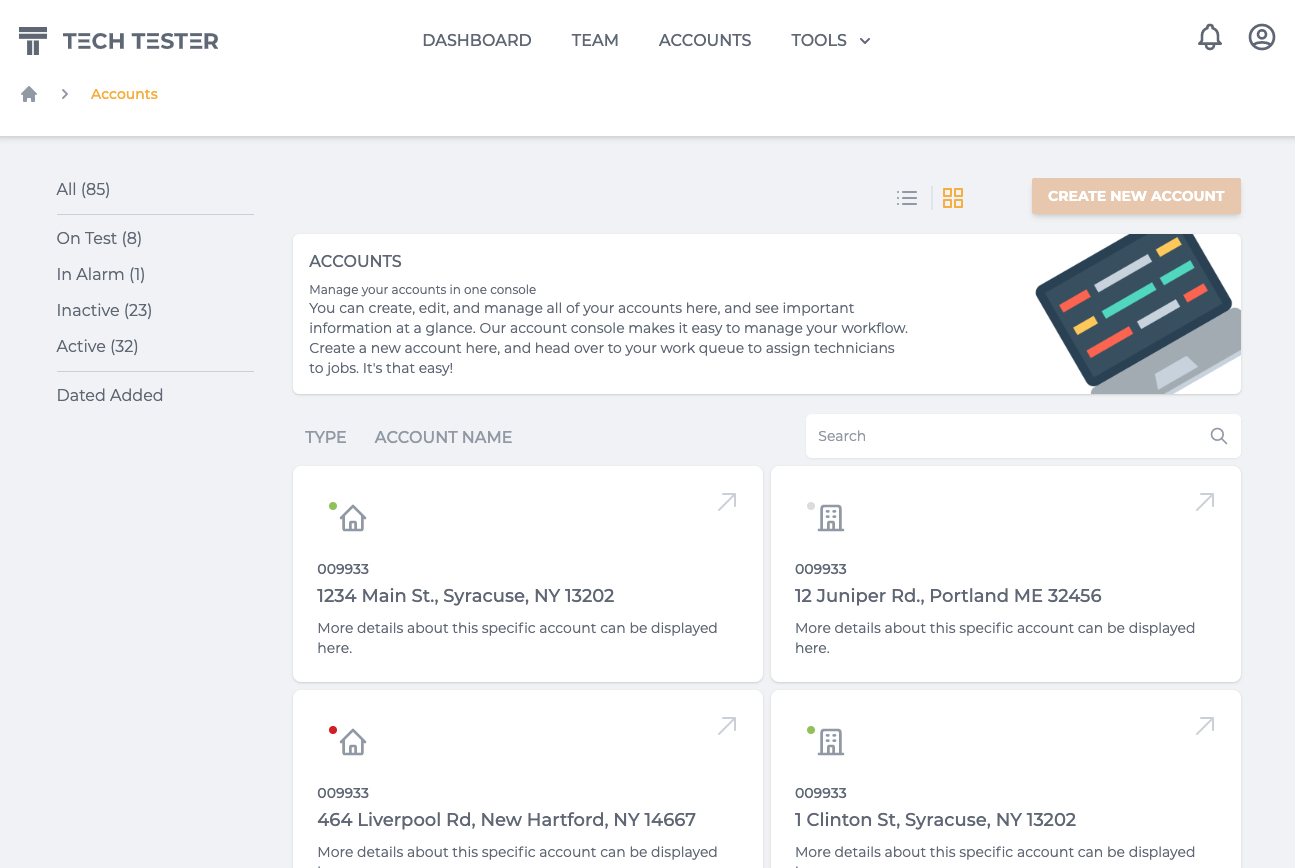 TECH TESTER
DASHBOARD TEAM ACCOUNTS TOOLS
Accounts
All (85)
On Test (8)
In Alarm (1)
Inactive (23)
Active (32)
Dated Added
CREATE NEW ACCOUNT
ACCOUNTS
Manage your accounts in one console
You can create, edit, and manage all of your accounts here, and see important
information at a glance. Our account console makes it easy to manage your workflow.
Create a new account here, and head over to your work queue to assign technicians
to jobs. It's that easy!
TYPE ACCOUNT NAME
Search
009933
1234 Main St., Syracuse, NY 13202
More details about this specific account can be displayed
here.
009933
12 Juniper Rd., Portland ME 32456
More details about this specific account can be displayed
here.
009933
464 Liverpool Rd, New Hartford, NY 14667
More details about this specific account can be displayed
009933
1 Clinton St, Syracuse, NY 13202
More details about this specific account can be displayed